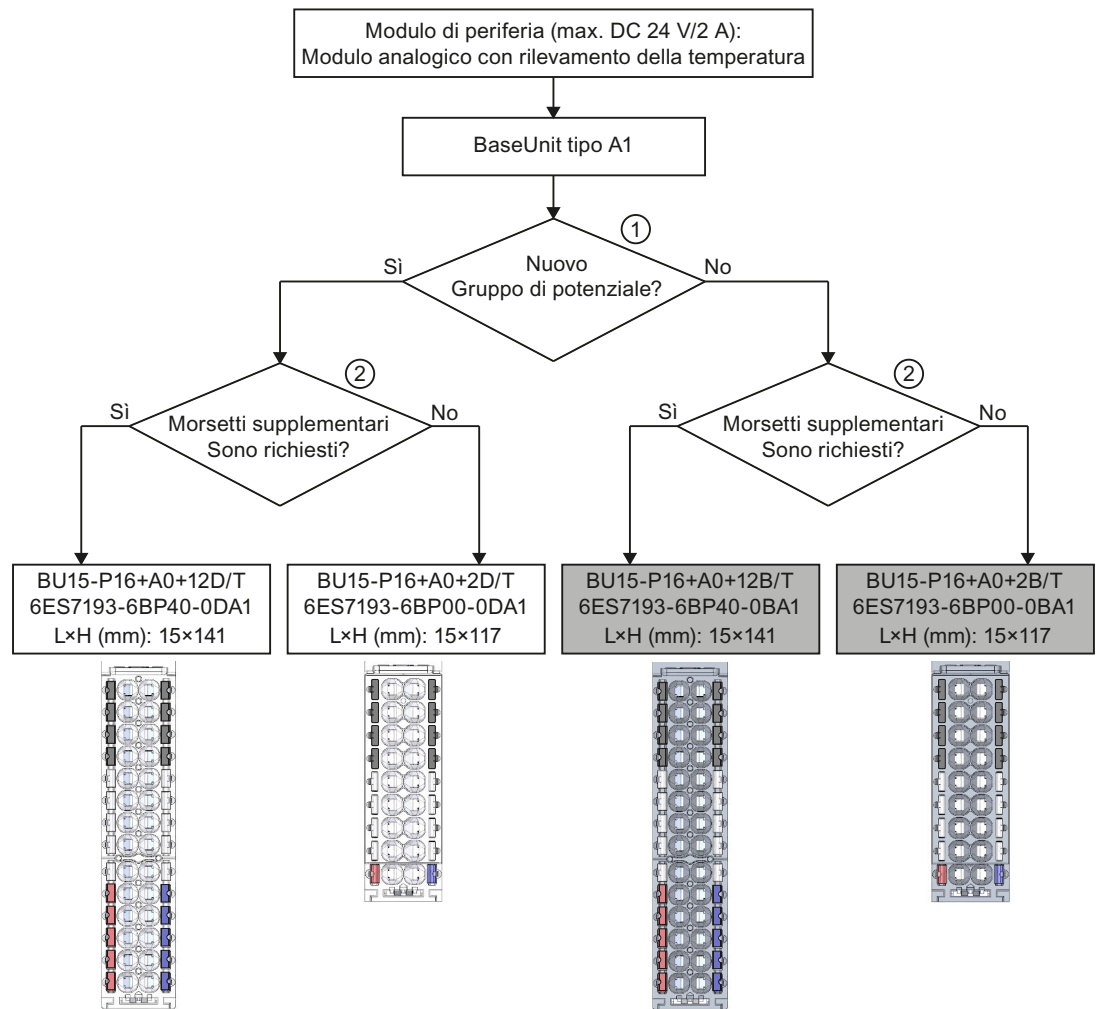 Modulo di periferia (max. DC 24 V/2 A):
Modulo analogico con rilevamento della temperatura
BaseUnit tipo A1
1
Sì
Nuovo
Gruppo di potenziale?
No
2
Sì
Morsetti supplementari
Sono richiesti?
No
2
Sì
Morsetti supplementari
Sono richiesti?
No
BU15-P16+A0+12D/T
6ES7193-6BP40-0DA1
L×H (mm): 15×141
BU15-P16+A0+2D/T
6ES7193-6BP00-0DA1
L×H (mm): 15×117
BU15-P16+A0+12B/T
6ES7193-6BP40-0BA1
L×H (mm): 15×141
BU15-P16+A0+2B/T
6ES7193-6BP00-0BA1
L×H (mm): 15×117